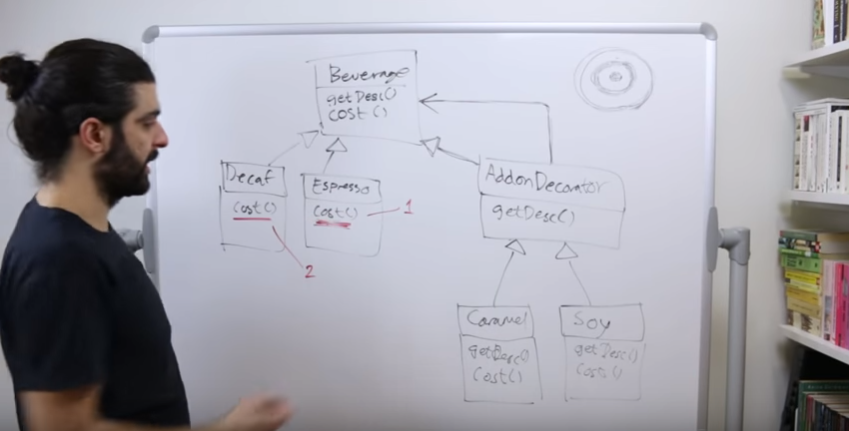 Beverage
getDesc()
cost()
Decaf
cost()
2
Espresso
cost()
1
AddonDecorator
getDesc()
Caramel
getDesc()
cost()
Soy
getDesc()
cost()